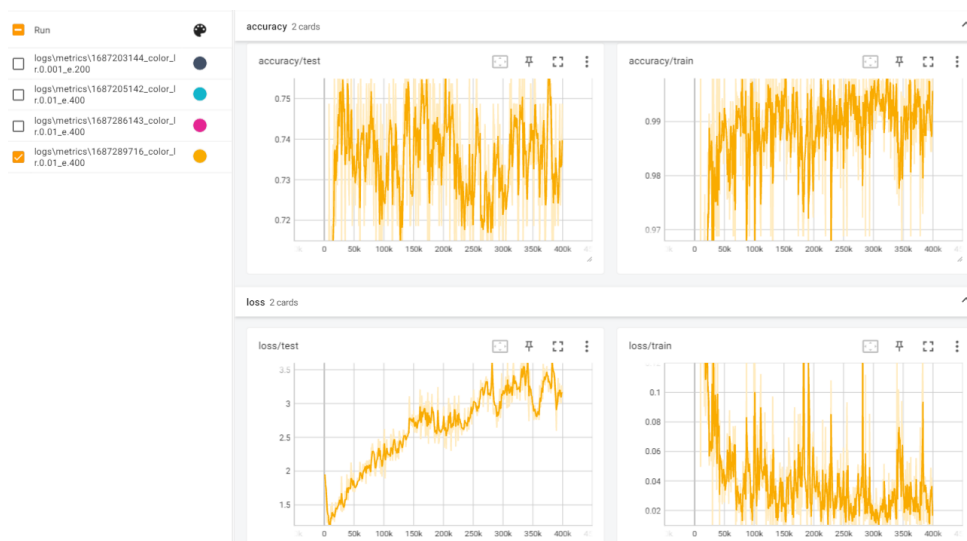 Run
logs\metrics\1687203144_color_l
r.0.001_e.200
logs\metrics\1687205142_color_l
r.0.01_e.400
logs\metrics\1687286143_color_l
r.0.01_e.400
logs\metrics\1687289716_color_l
r.0.01_e.400
accuracy 2 cards
accuracy/test
0.75
0.74
0.73
0.72
0 50k 100k 150k 200k 250k 300k 350k 400k
accuracy/train
0.99
0.98
0.97
0 50k 100k 150k 200k 250k 300k 350k 400k
loss 2 cards
loss/test
3.5
3
2.5
2
1.5
0 50k 100k 150k 200k 250k 300k 350k 400k
loss/train
0.1
0.08
0.06
0.04
0.02
0 50k 100k 150k 200k 250k 300k 350k 400k